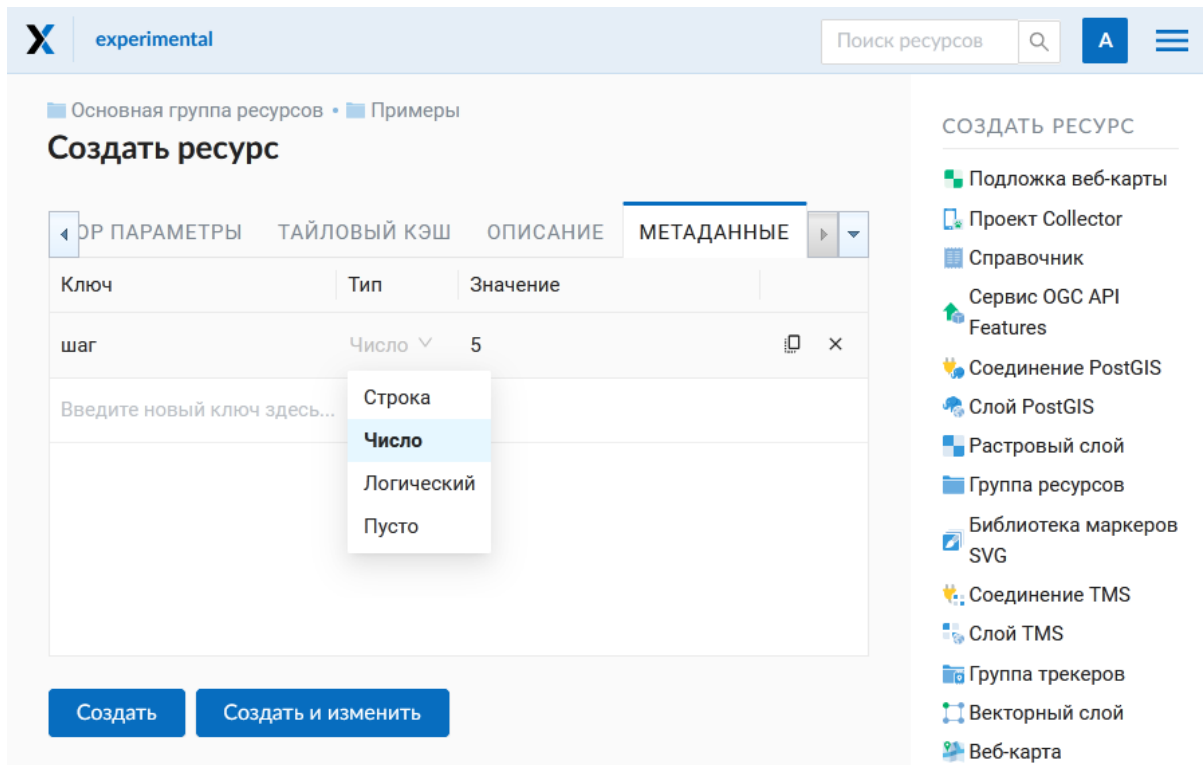 experimental
Поиск ресурсов
A
Основная группа ресурсов • Примеры
Создать ресурс
ОР ПАРАМЕТРЫ ТАЙЛОВЫЙ КЭШ ОПИСАНИЕ МЕТАДАННЫЕ
Ключ Тип Значение
шаг Число 5
Введите новый ключ здесь...
Строка
Число
Логический
Пусто
Создать
Создать и изменить
СОЗДАТЬ РЕСУРС
Подложка веб-карты
Проект Collector
Справочник
Сервис OGC API
Features
Соединение PostGIS
Слой PostGIS
Растровый слой
Группа ресурсов
Библиотека маркеров
SVG
Соединение TMS
Слой TMS
Группа трекеров
Векторный слой
Веб-карта